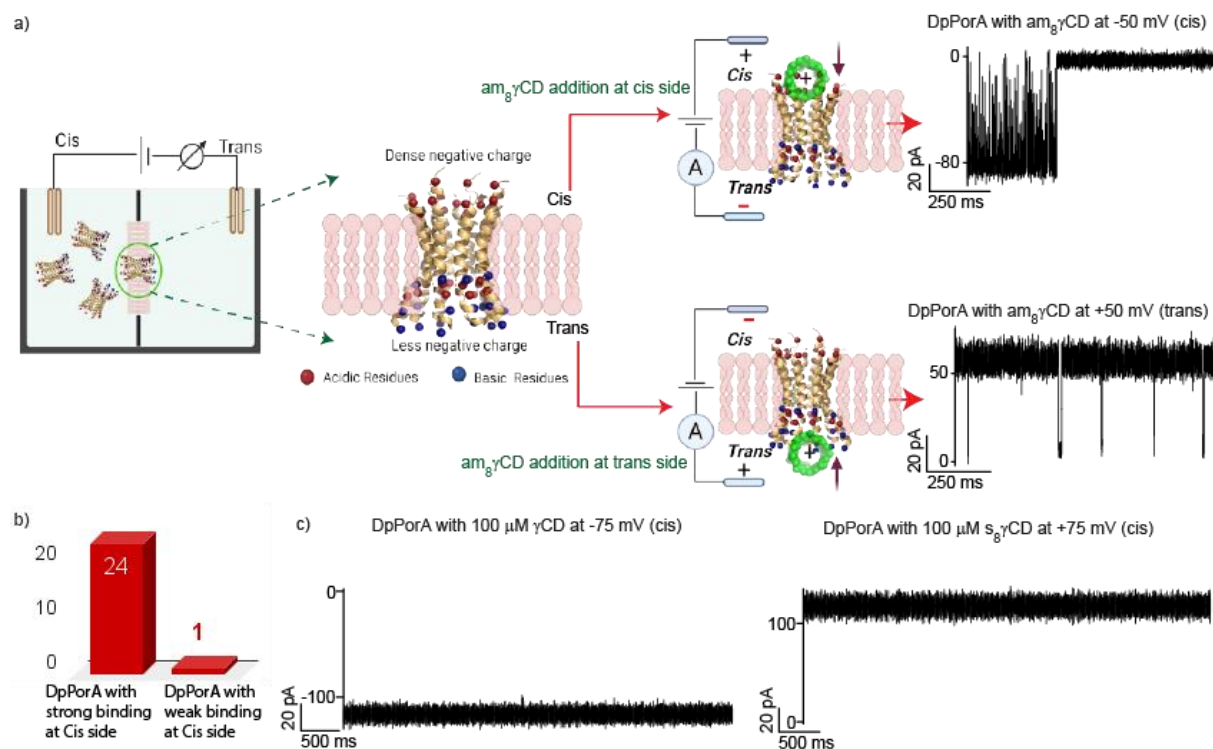 a)
DpPorA with am₈γCD at -50 mV (cis)
0
-80
20 pA
250 ms
am₈γCD addition at cis side
+
Cis
+
A
Trans
-
Cis
Trans
Dense negative charge
Cis
Trans
Less negative charge
Acidic Residues
Basic Residues
DpPorA with am₈γCD at +50 mV (trans)
50
0
20 pA
250 ms
-
Cis
A
Trans
+
+
am₈γCD addition at trans side
b)
20
10
0
24
1
DpPorA with
strong binding
at Cis side
DpPorA with
weak binding
at Cis side
c)
DpPorA with 100 μM γCD at -75 mV (cis)
0
-100
20 pA
500 ms
DpPorA with 100 μM s₈γCD at +75 mV (cis)
100
0
20 pA
500 ms